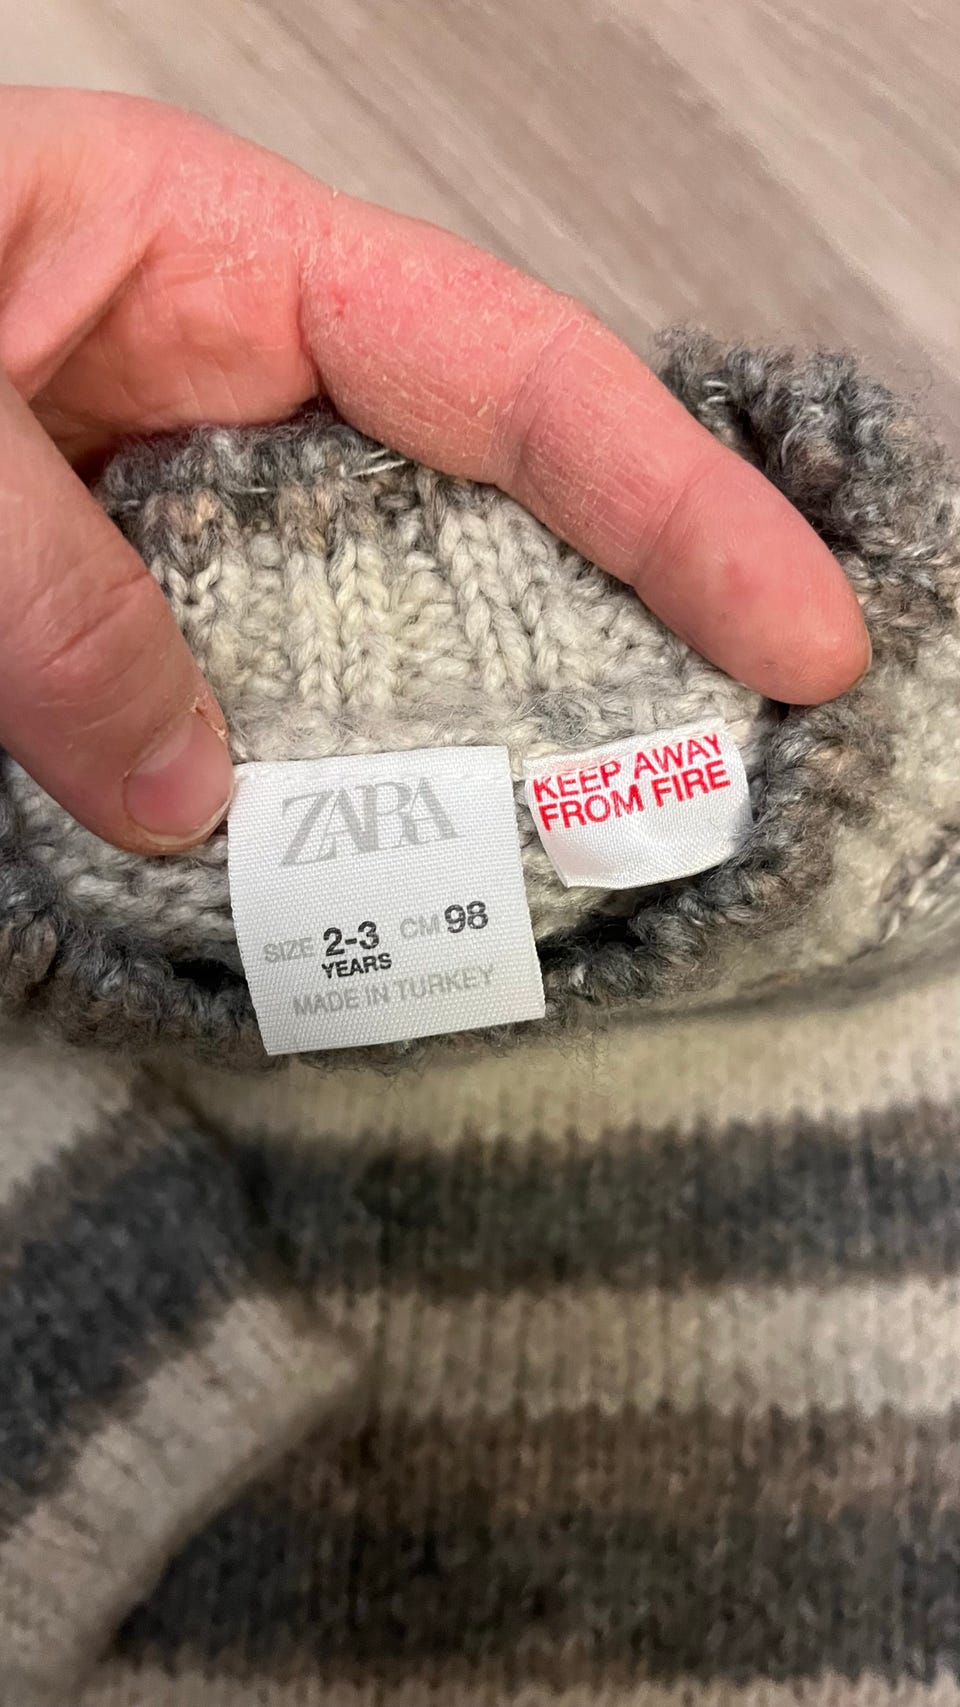 ZARA
SIZE 2-3 CM 98
YEARS
MADE IN TURKEY
KEEP AWAY
FROM FIRE